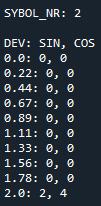 SYBOL_NR: 2
DEV: SIN, COS
0.0: 0, 0
0.22: 0, 0
0.44: 0, 0
0.67: 0, 0
0.89: 0, 0
1.11: 0, 0
1.33: 0, 0
1.56: 0, 0
1.78: 0, 0
2.0: 2, 4